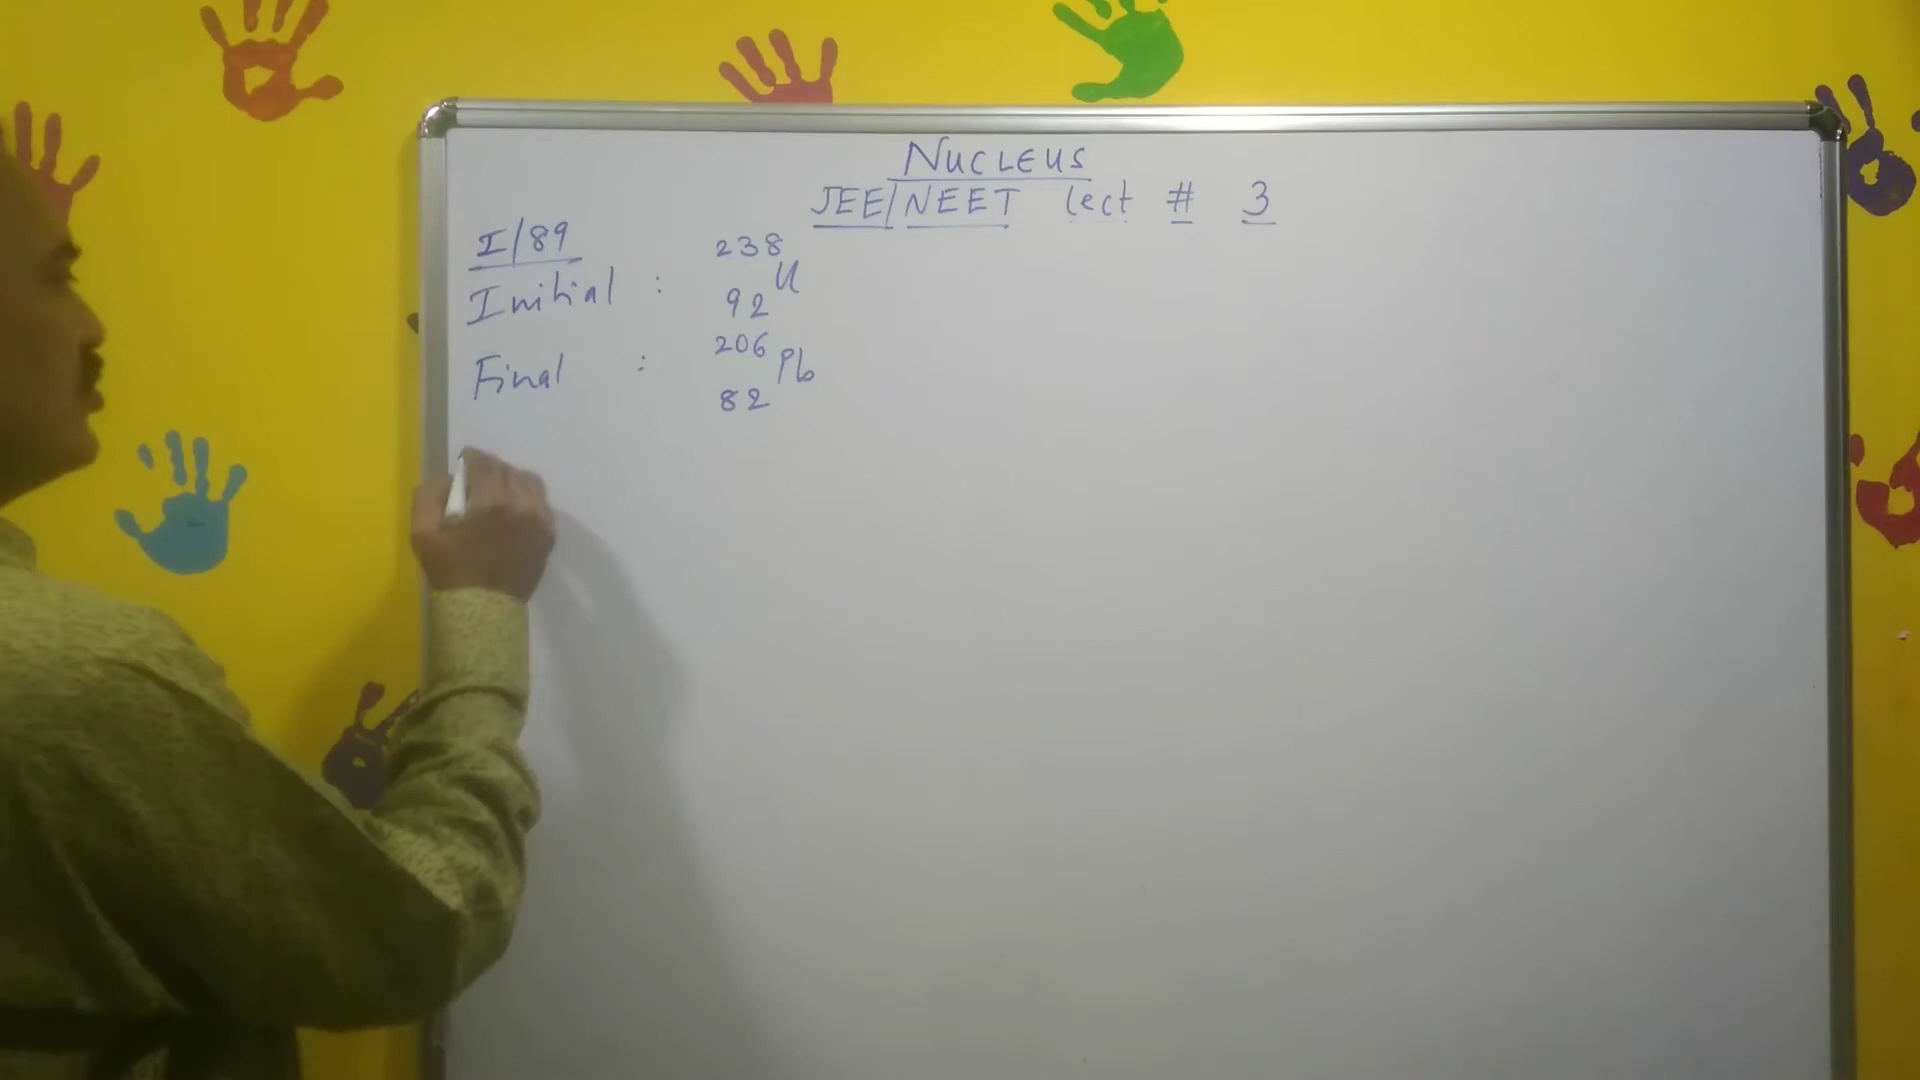 NUCLEUS
JEE/NEET lect # 3
I/89
Initial : 238 92 U
Final : 206 82 Pb